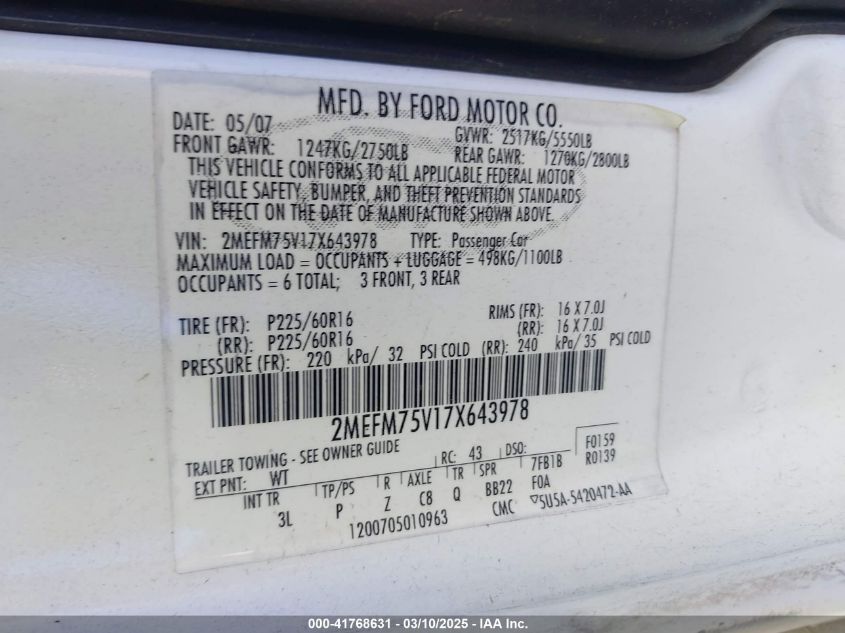 MFD. BY FORD MOTOR CO.
DATE: 05/07 GVWR: 2517KG/5550LB
FRONT GAWR: 1247KG/2750LB REAR GAWR: 1270KG/2800LB
THIS VEHICLE CONFORMS TO ALL APPLICABLE FEDERAL MOTOR
VEHICLE SAFETY, BUMPER, AND THEFT PREVENTION STANDARDS
IN EFFECT ON THE DATE OF MANUFACTURE SHOWN ABOVE.
VIN: 2MEFM75V17X643978 TYPE: Passenger Car
MAXIMUM LOAD = OCCUPANTS + LUGGAGE = 498KG/1100LB
OCCUPANTS = 6 TOTAL; 3 FRONT, 3 REAR
TIRE (FR): P225/60R16 RIMS (FR): 16 X 7.0J
(RR): P225/60R16 (RR): 16 X 7.0J
PRESSURE (FR): 220 kPa/ 32 PSI COLD (RR): 240 kPa/ 35 PSI COLD
2MEFM75V17X643978
TRAILER TOWING - SEE OWNER GUIDE
EXT PNT: WT RC: 43 DSO: F0159
INT TR TP/PS R AXLE TR SPR 7FB1B R0139
3L P Z C8 Q BB22 F0A
1200705010963 CMC 5U5A-5420472-AA
000-41768631 - 03/10/2025 - IAA Inc.